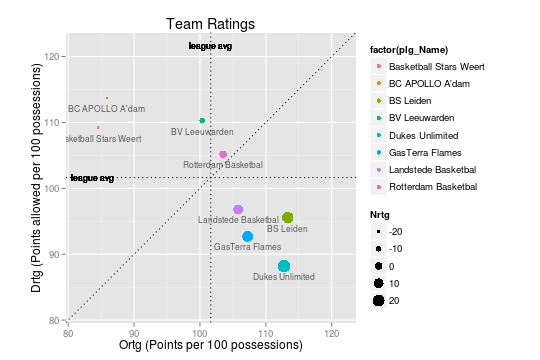 Team Ratings
league avg
BC APOLLO A'dam
BV Leeuwarden
sketball Stars Weert
Rotterdam Basketbal
league avg
Landstede Basketbal
BS Leiden
GasTerra Flames
Dukes Unlimited
120
110
100
90
80
80
90
100
110
120
Drtg (Points allowed per 100 possessions)
Ortg (Points per 100 possessions)
factor(plg_Name)
Basketball Stars Weert
BC APOLLO A'dam
BS Leiden
BV Leeuwarden
Dukes Unlimited
GasTerra Flames
Landstede Basketbal
Rotterdam Basketbal
Nrtg
-20
-10
0
10
20